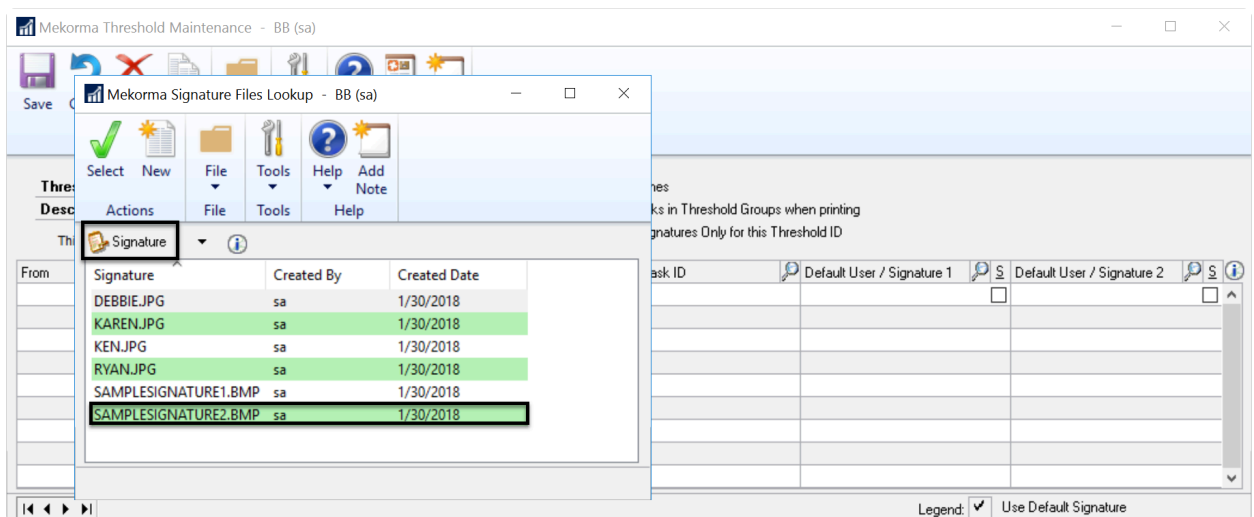 Mekorma Threshold Maintenance - BB (sa)
Save
Mekorma Signature Files Lookup - BB (sa)
Select New File Tools Help Add Note
Actions File Tools Help
Signature
Signature Created By Created Date
DEBBIE.JPG sa 1/30/2018
KAREN.JPG sa 1/30/2018
KEN.JPG sa 1/30/2018
RYAN.JPG sa 1/30/2018
SAMPLESIGNATURE1.BMP sa 1/30/2018
SAMPLESIGNATURE2.BMP sa 1/30/2018
Thres
Desc
Thi
hes
ks in Threshold Groups when printing
gnatures Only for this Threshold ID
From ask ID Default User / Signature 1 S Default User / Signature 2 S
Legend: Use Default Signature